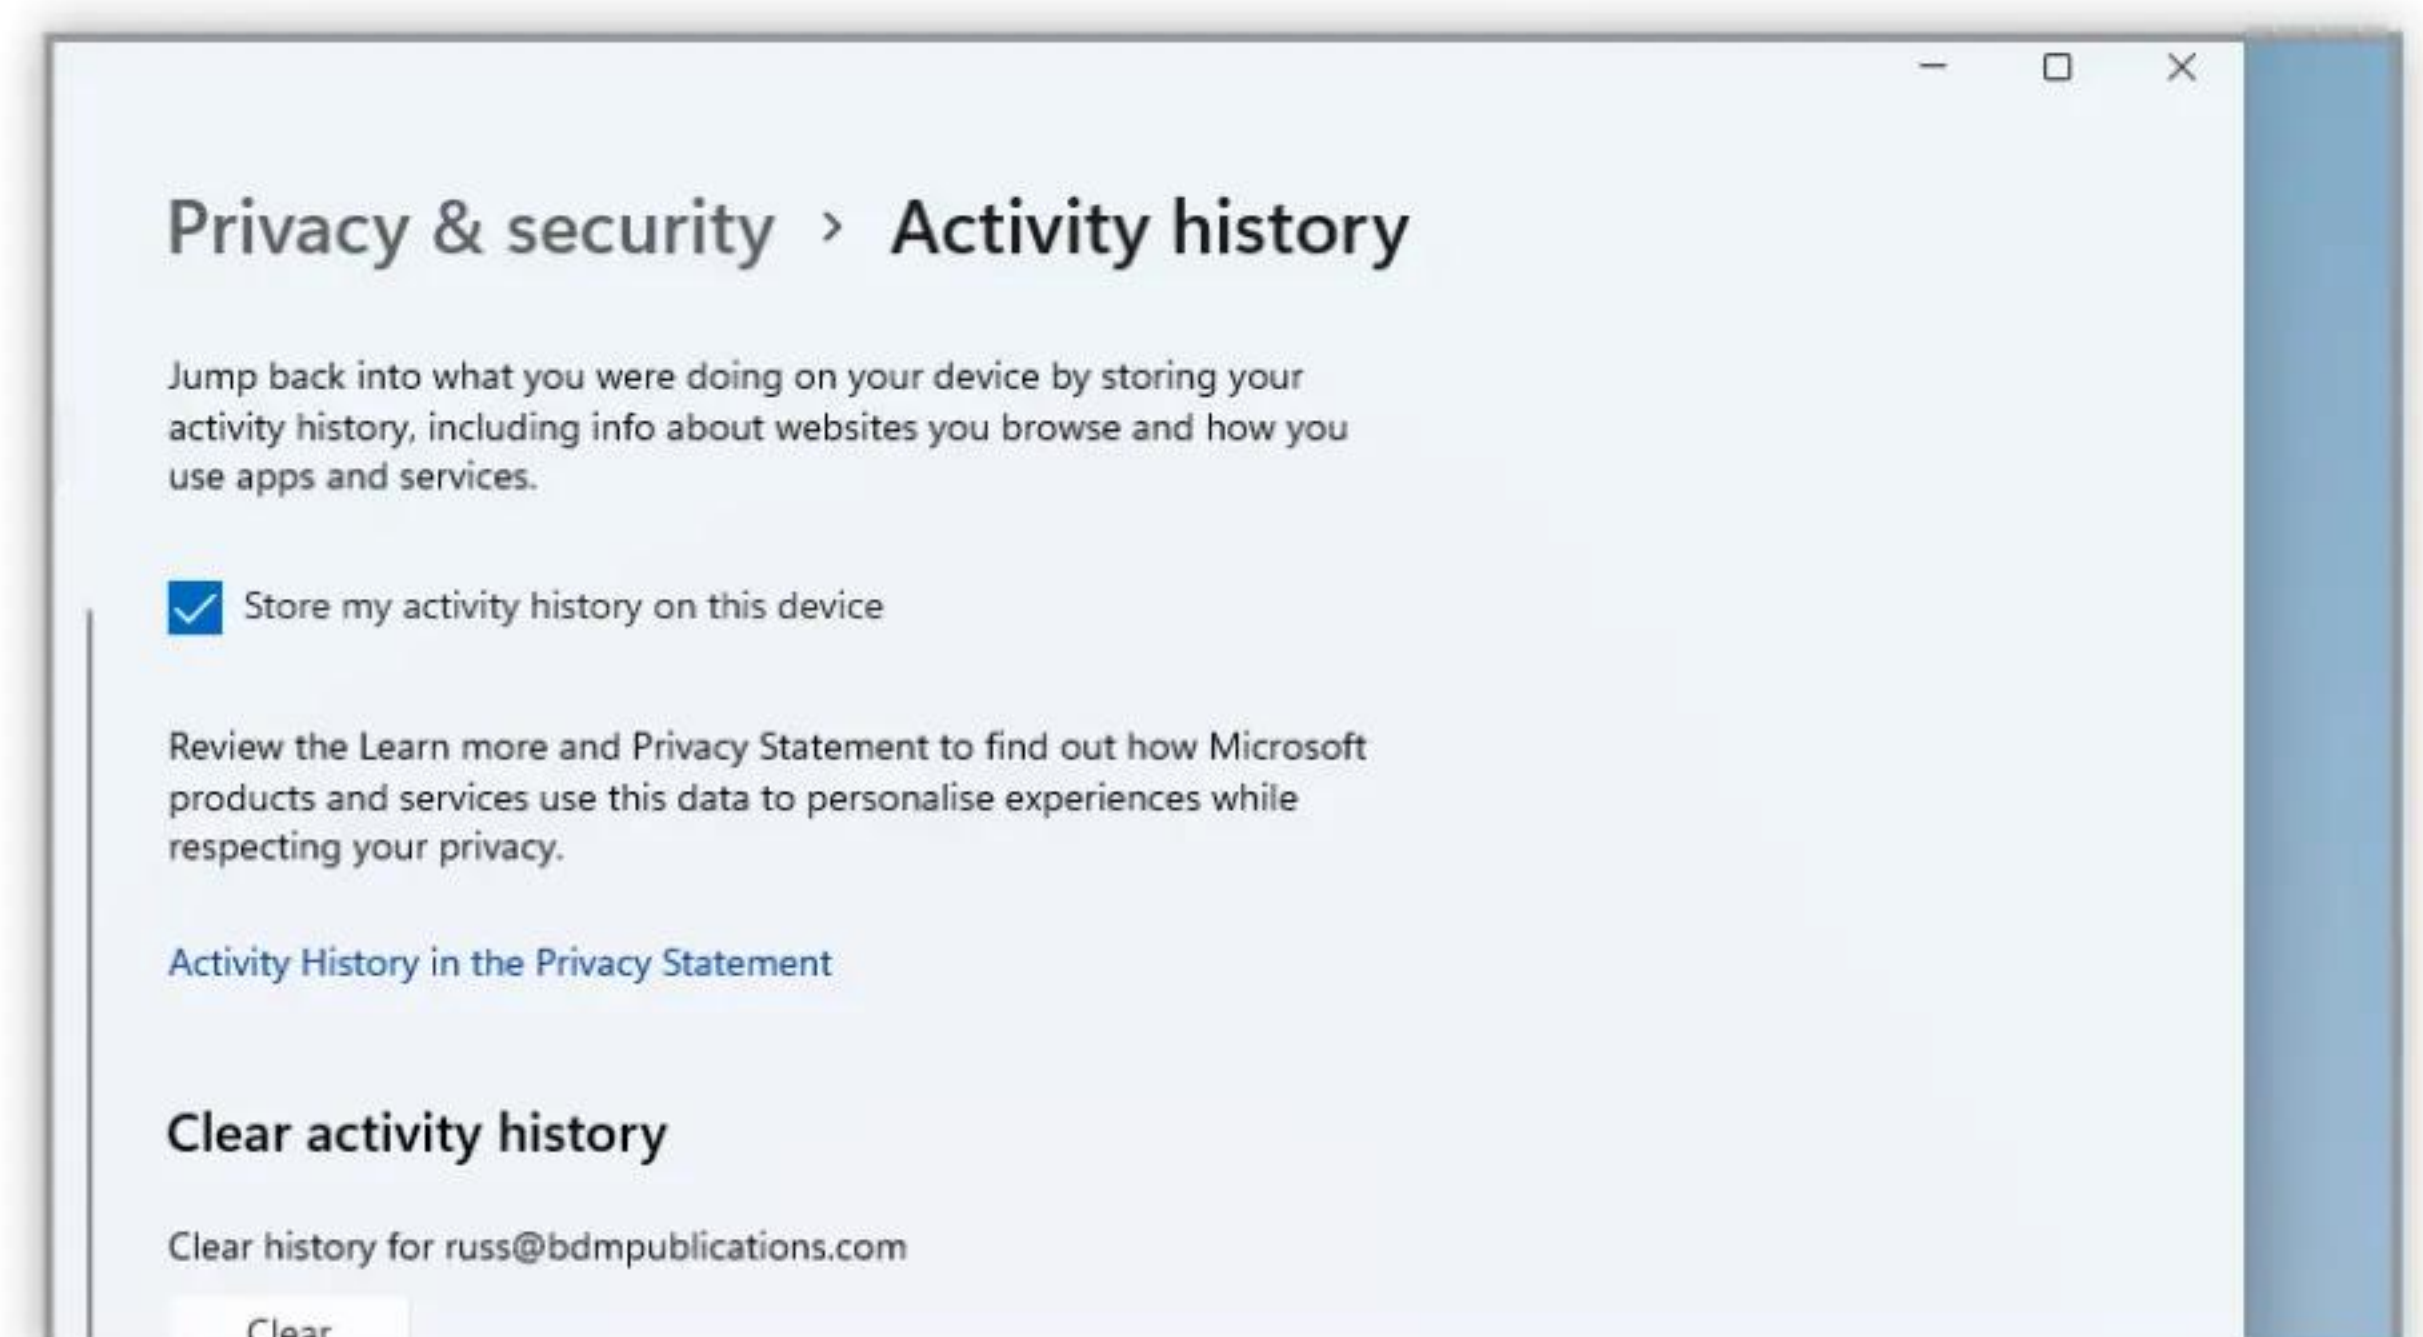 Privacy & security › Activity history
Jump back into what you were doing on your device by storing your
activity history, including info about websites you browse and how you
use apps and services.
Store my activity history on this device
Review the Learn more and Privacy Statement to find out how Microsoft
products and services use this data to personalise experiences while
respecting your privacy.
Activity History in the Privacy Statement
Clear activity history
Clear history for russ@bdmpublications.com
Clear